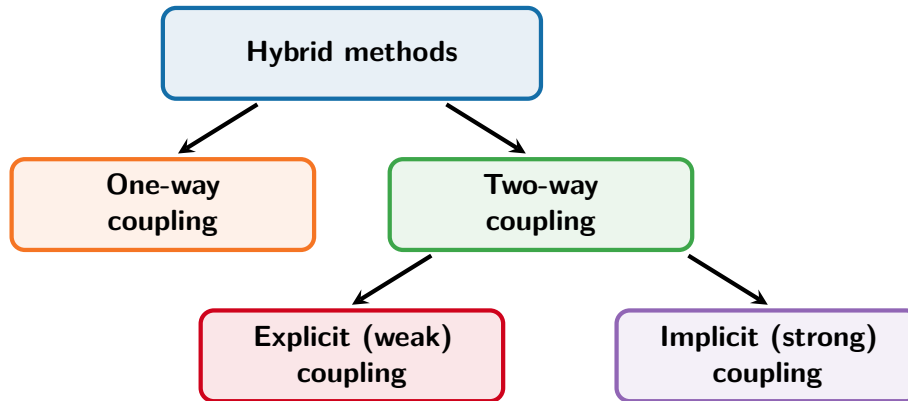 Hybrid methods
One-way
coupling
Two-way
coupling
Explicit (weak)
coupling
Implicit (strong)
coupling